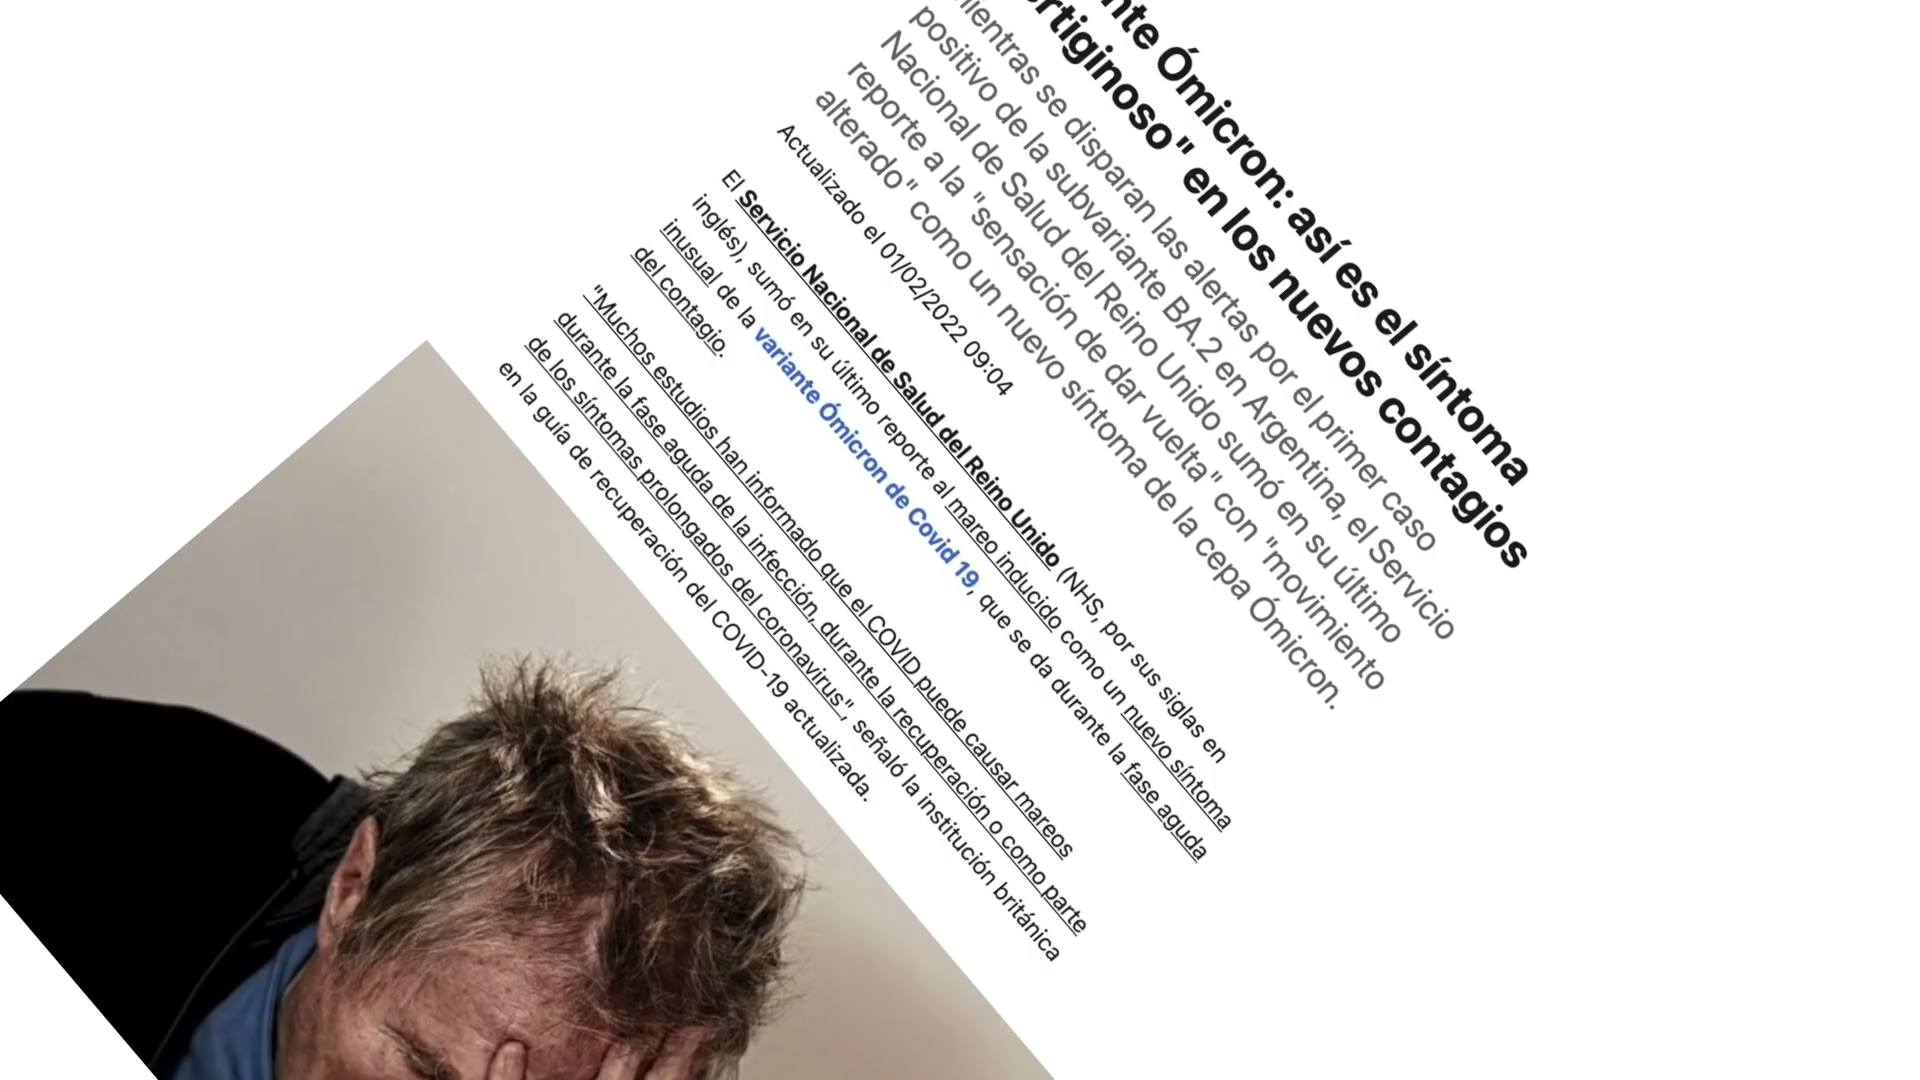 Ómicron: así es el síntoma
" en los nuevos contagios
se disparan las alertas por el primer caso
positivo de la subvariante BA.2 en Argentina, el Servicio
Nacional de Salud del Reino Unido sumó en su último
reporte a la "sensación de dar vuelta" con "movimiento
alterado" como un nuevo síntoma de la cepa Ómicron.
Actualizado el 01/02/2022 09:04
El Servicio Nacional de Salud del Reino Unido (NHS, por sus siglas en
inglés), sumó en su último reporte al mareo inducido como un nuevo síntoma
inusual de la variante Ómicron de Covid 19, que se da durante la fase aguda
del contagio.
"Muchos estudios han informado que el COVID puede causar mareos
durante la fase aguda de la infección, durante la recuperación o como parte
de los síntomas prolongados del coronavirus", señaló la institución británica
en la guía de recuperación del COVID-19 actualizada.